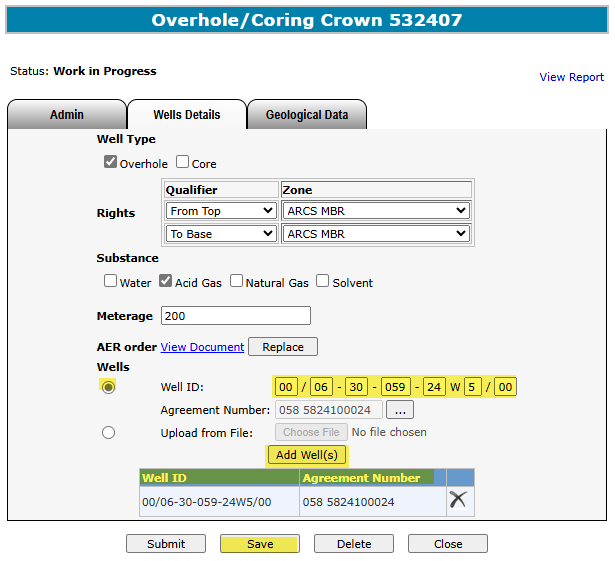 Overhole/Coring Crown 532407
Status: Work in Progress
View Report
Admin Wells Details Geological Data
Well Type
Overhole Core
Qualifier Zone
Rights From Top ARCS MBR
To Base ARCS MBR
Substance
Water Acid Gas Natural Gas Solvent
Meterage 200
AER order View Document Replace
Wells
Well ID: 00 / 06 - 30 - 059 - 24 W 5 / 00
Agreement Number: 058 5824100024 ...
Upload from File: Choose File No file chosen
Add Well(s)
Well ID Agreement Number
00/06-30-059-24W5/00 058 5824100024
Submit Save Delete Close